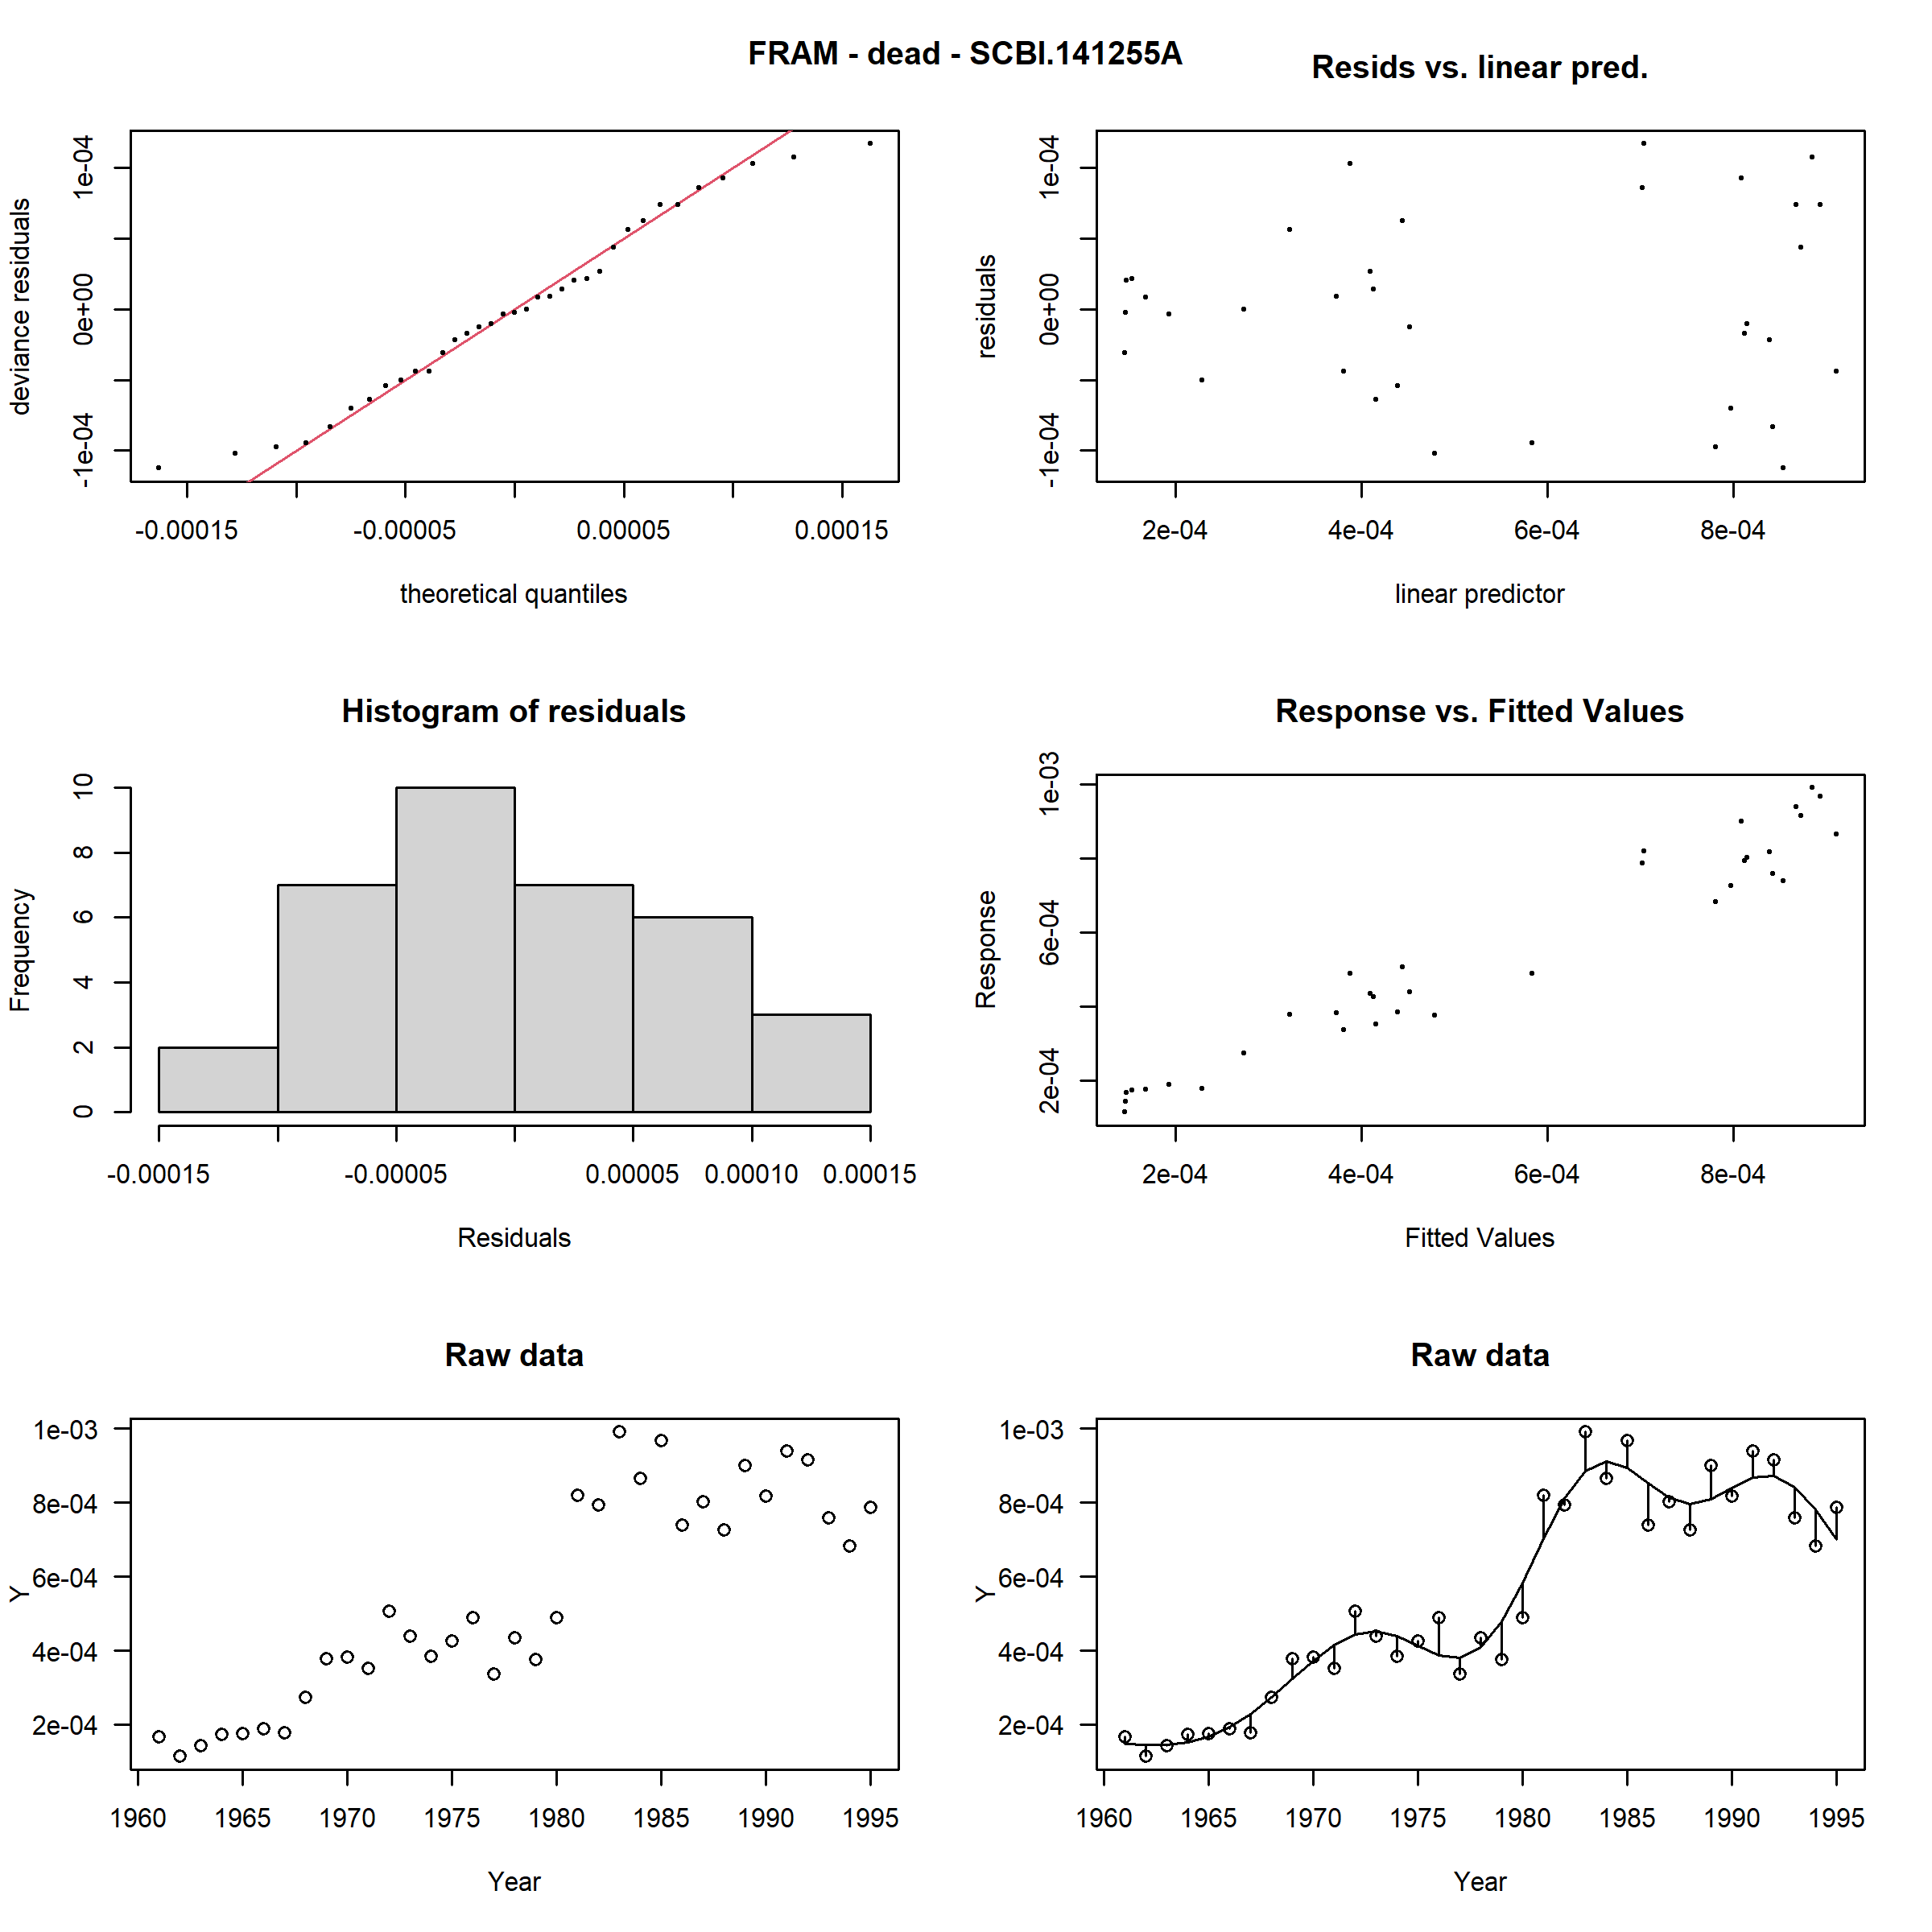 FRAM - dead - SCBI.141255A
Resids vs. linear pred.
deviance residuals
-1e-04 0e+00 1e-04
-0.00015 -0.00005 0.00005 0.00015
theoretical quantiles
residuals
-1e-04 0e+00 1e-04
2e-04 4e-04 6e-04 8e-04
linear predictor
Histogram of residuals
Frequency
0 2 4 6 8 10
-0.00015 -0.00005 0.00005 0.00010 0.00015
Residuals
Response vs. Fitted Values
Response
2e-04 6e-04 1e-03
2e-04 4e-04 6e-04 8e-04
Fitted Values
Raw data
Y
1e-03
8e-04
6e-04
4e-04
2e-04
1960 1965 1970 1975 1980 1985 1990 1995
Year
Raw data
Y
1e-03
8e-04
6e-04
4e-04
2e-04
1960 1965 1970 1975 1980 1985 1990 1995
Year